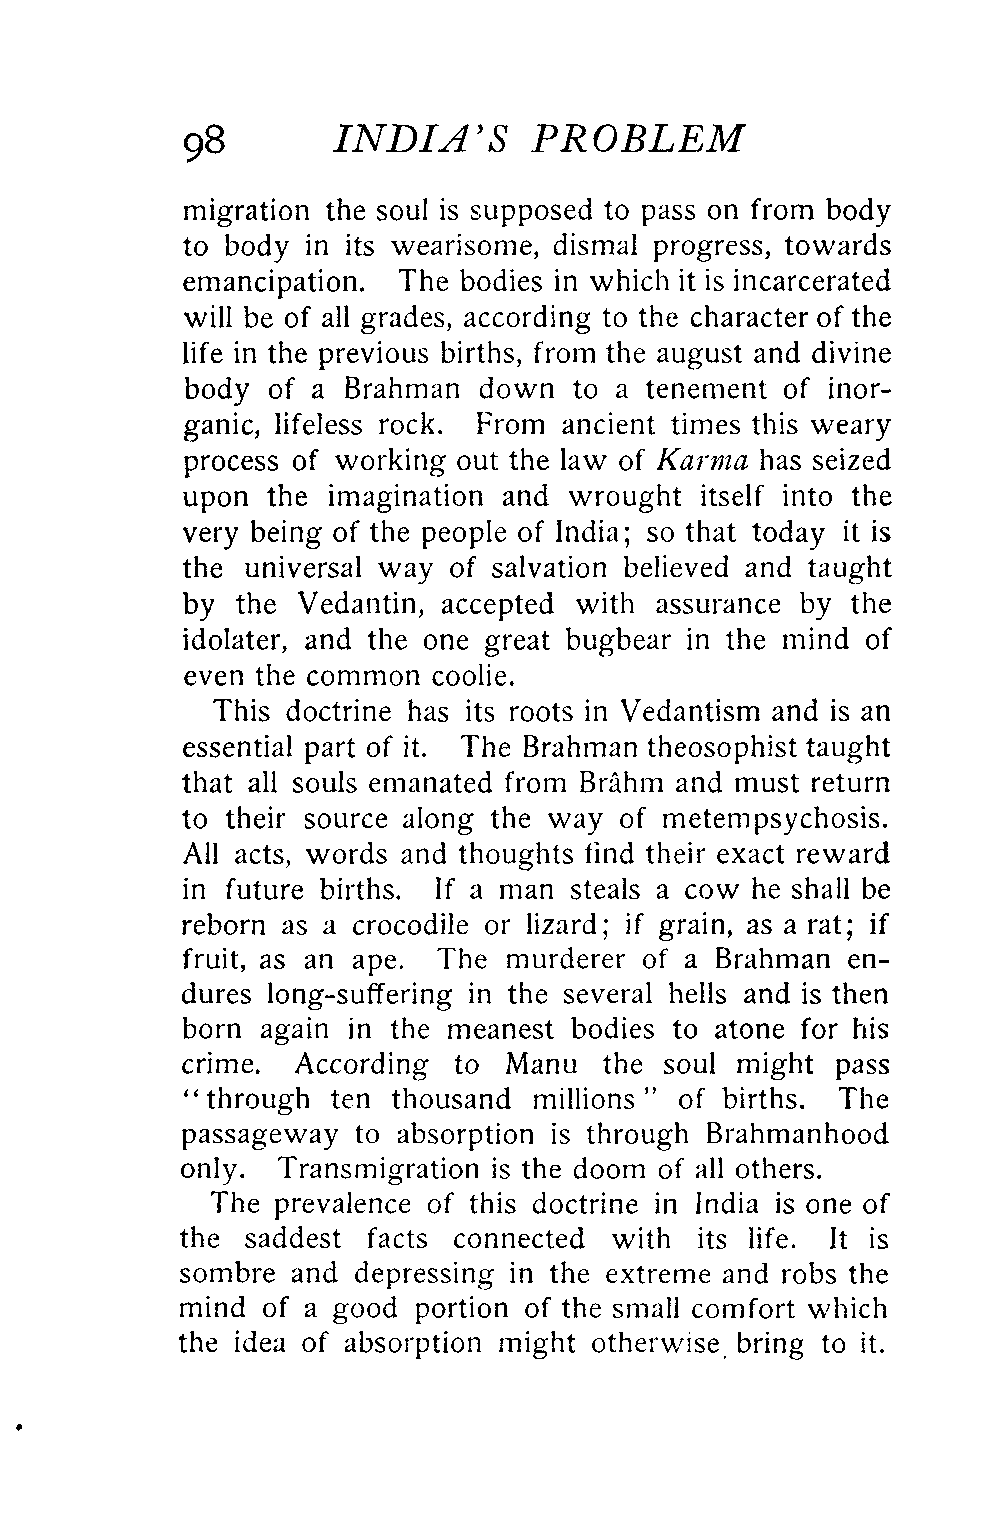 98 INDIA'S PROBLEM
migration the soul is supposed to pass on from body
to body in its wearisome, dismal progress, towards
emancipation. The bodies in which it is incarcerated
will be of all grades, according to the character of the
life in the previous births, from the august and divine
body of a Brahman down to a tenement of inor-
ganic, lifeless rock. From ancient times this weary
process of working out the law of Karma has seized
upon the imagination and wrought itself into the
very being of the people of India; so that today it is
the universal way of salvation believed and taught
by the Vedantin, accepted with assurance by the
idolater, and the one great bugbear in the mind of
even the common coolie.
This doctrine has its roots in Vedantism and is an
essential part of it. The Brahman theosophist taught
that all souls emanated from Brâhm and must return
to their source along the way of metempsychosis.
All acts, words and thoughts find their exact reward
in future births. If a man steals a cow he shall be
reborn as a crocodile or lizard; if grain, as a rat; if
fruit, as an ape. The murderer of a Brahman en-
dures long-suffering in the several hells and is then
born again in the meanest bodies to atone for his
crime. According to Manu the soul might pass
"through ten thousand millions" of births. The
passageway to absorption is through Brahmanhood
only. Transmigration is the doom of all others.
The prevalence of this doctrine in India is one of
the saddest facts connected with its life. It is
sombre and depressing in the extreme and robs the
mind of a good portion of the small comfort which
the idea of absorption might otherwise bring to it.